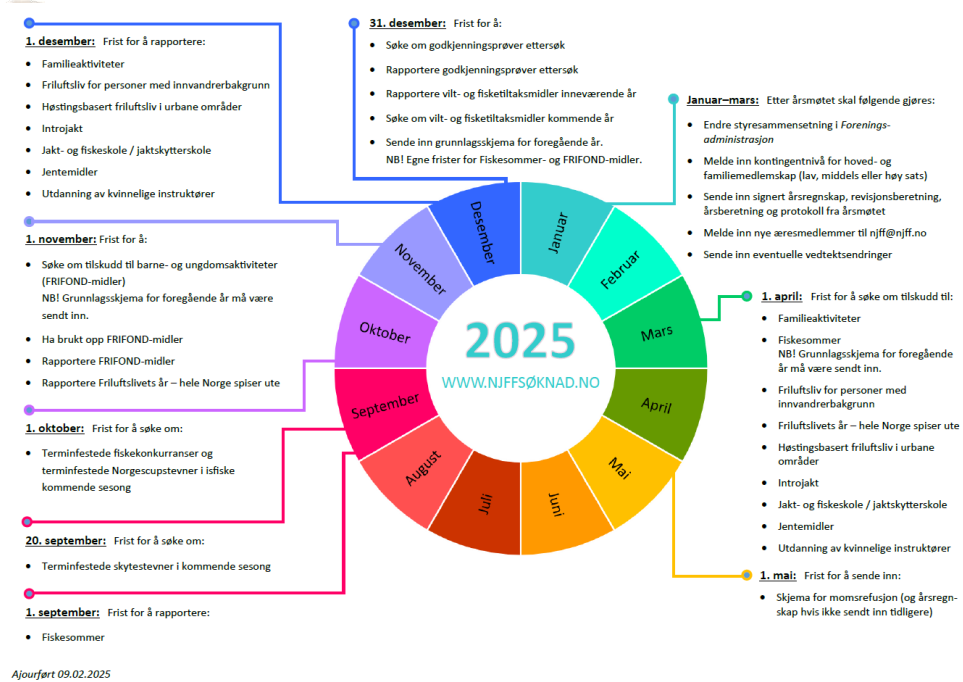 1. desember: Frist for å rapportere:
• Familieaktiviteter
• Friluftsliv for personer med innvandrerbakgrunn
• Høstingsbasert friluftsliv i urbane områder
• Introjakt
• Jakt- og fiskeskole / jaktskytterskole
• Jentemidler
• Utdanning av kvinnelige instruktører
31. desember: Frist for å:
• Søke om godkjenningsprøver ettersøk
• Rapportere godkjenningsprøver ettersøk
• Rapportere vilt- og fisketiltaksmidler inneværende år
• Søke om vilt- og fisketiltaksmidler kommende år
• Sende inn grunnlagsskjema for foregående år.
NB! Egne frister for Fiskesommer- og FRIFOND-midler.
Januar–mars: Etter årsmøtet skal følgende gjøres:
• Endre styresammensetning i Forenings-
administrasjon
• Melde inn kontingentnivå for hoved- og
familiemedlemskap (lav, middels eller høy sats)
• Sende inn signert årsregnskap, revisjonsberetning,
årsberetning og protokoll fra årsmøtet
• Melde inn nye æresmedlemmer til njff@njff.no
• Sende inn eventuelle vedtektsendringer
1. november: Frist for å:
• Søke om tilskudd til barne- og ungdomsaktiviteter
(FRIFOND-midler)
NB! Grunnlagsskjema for foregående år må være
sendt inn.
• Ha brukt opp FRIFOND-midler
• Rapportere FRIFOND-midler
• Rapportere Friluftslivets år – hele Norge spiser ute
1. april: Frist for å søke om tilskudd til:
• Familieaktiviteter
• Fiskesommer
NB! Grunnlagsskjema for foregående
år må være sendt inn.
• Friluftsliv for personer med
innvandrerbakgrunn
• Friluftslivets år – hele Norge spiser ute
• Høstingsbasert friluftsliv i urbane
områder
• Introjakt
• Jakt- og fiskeskole / jaktskytterskole
• Jentemidler
• Utdanning av kvinnelige instruktører
Januar
Februar
Mars
April
Mai
Juni
Juli
August
September
Oktober
November
Desember
2025
WWW.NJFFSØKNAD.NO
1. oktober: Frist for å søke om:
• Terminfestede fiskekonkurranser og
terminfestede Norgescupstevner i isfiske
kommende sesong
20. september: Frist for å søke om:
• Terminfestede skytestevner i kommende sesong
1. september: Frist for å rapportere:
• Fiskesommer
1. mai: Frist for å sende inn:
• Skjema for momsrefusjon (og årsregn-
skap hvis ikke sendt inn tidligere)
Ajourført 09.02.2025